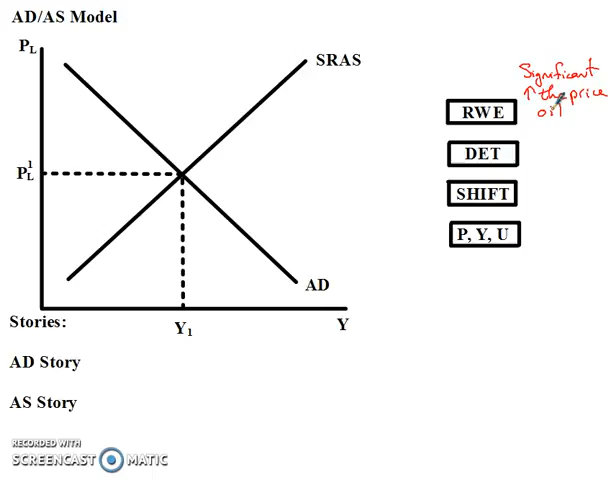 AD/AS Model
PL
SRAS
Significant
↑ the price
oil
RWE
DET
PL1
SHIFT
P, Y, U
AD
Stories:
Y1
Y
AD Story
AS Story
RECORDED WITH
SCREENCAST MATIC